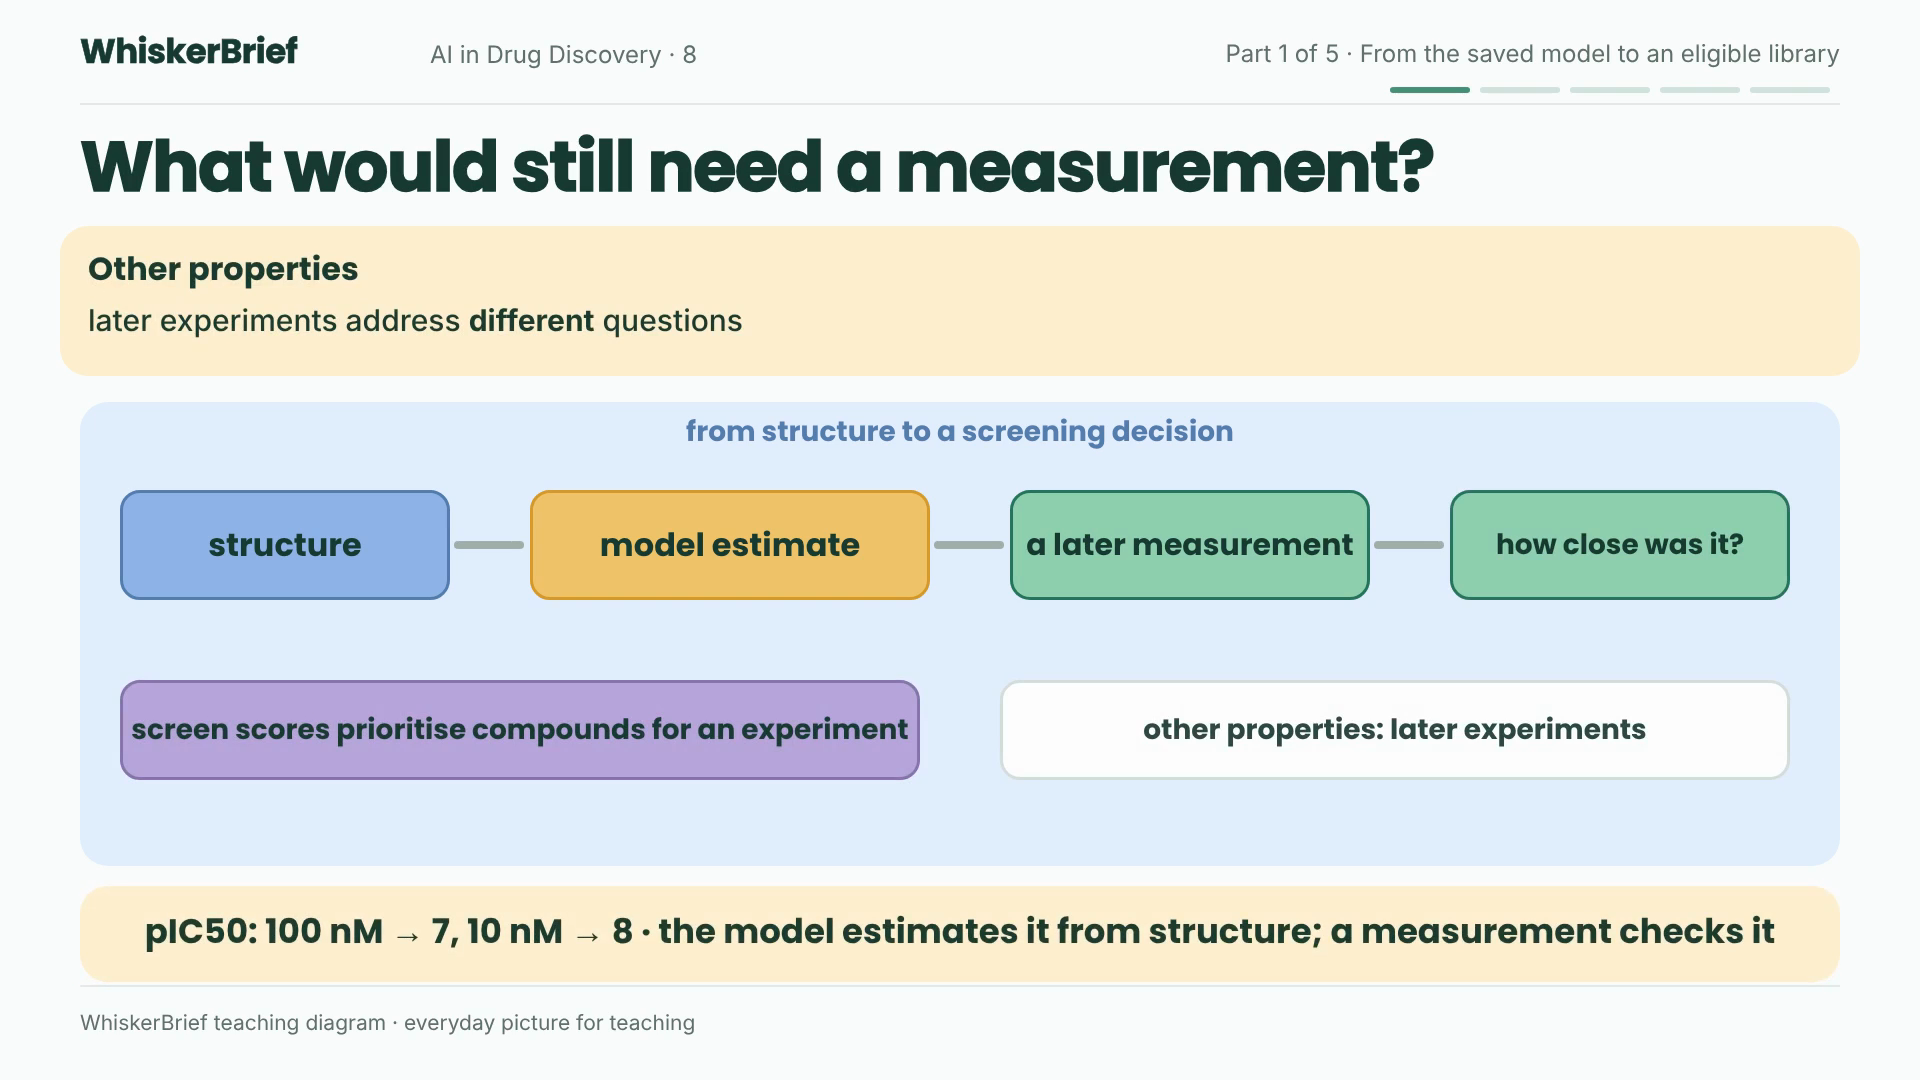 WhiskerBrief
AI in Drug Discovery · 8
Part 1 of 5 · From the saved model to an eligible library
What would still need a measurement?
Other properties
later experiments address different questions
from structure to a screening decision
structure
model estimate
a later measurement
how close was it?
screen scores prioritise compounds for an experiment
other properties: later experiments
pIC50: 100 nM → 7, 10 nM → 8 · the model estimates it from structure; a measurement checks it
WhiskerBrief teaching diagram · everyday picture for teaching